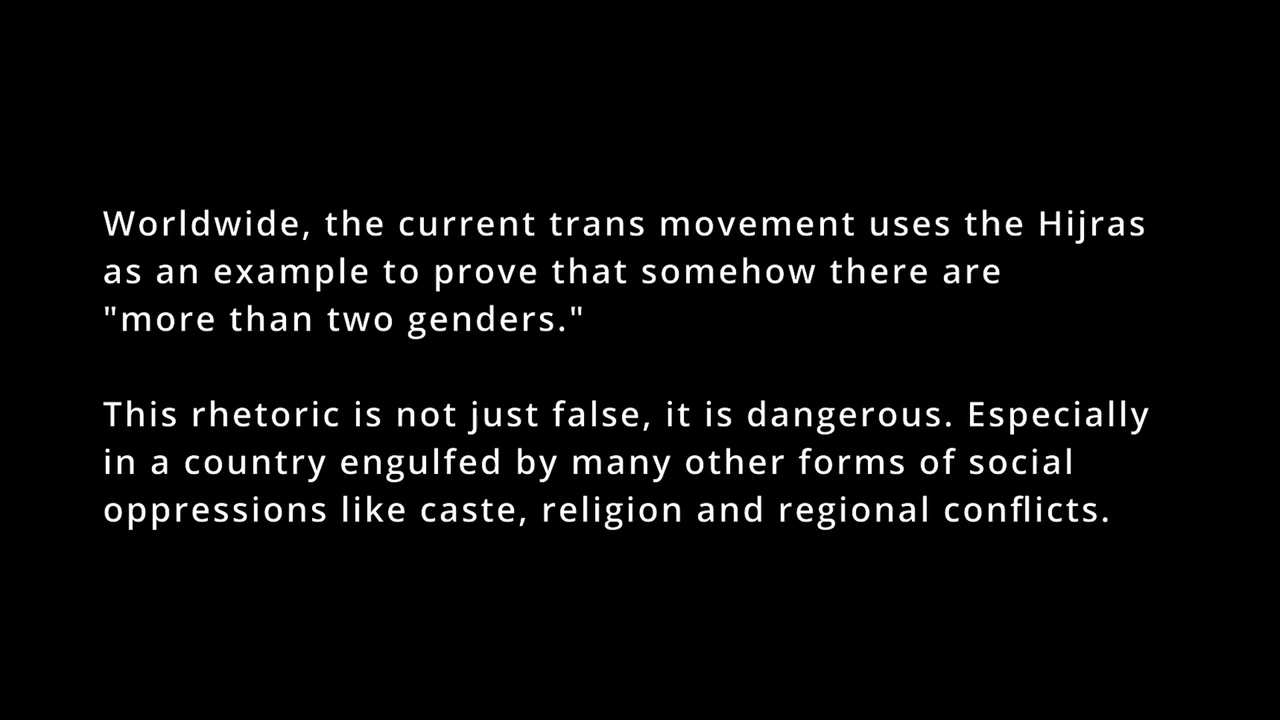 Worldwide, the current trans movement uses the Hijras
as an example to prove that somehow there are
"more than two genders."
This rhetoric is not just false, it is dangerous. Especially
in a country engulfed by many other forms of social
oppressions like caste, religion and regional conflicts.